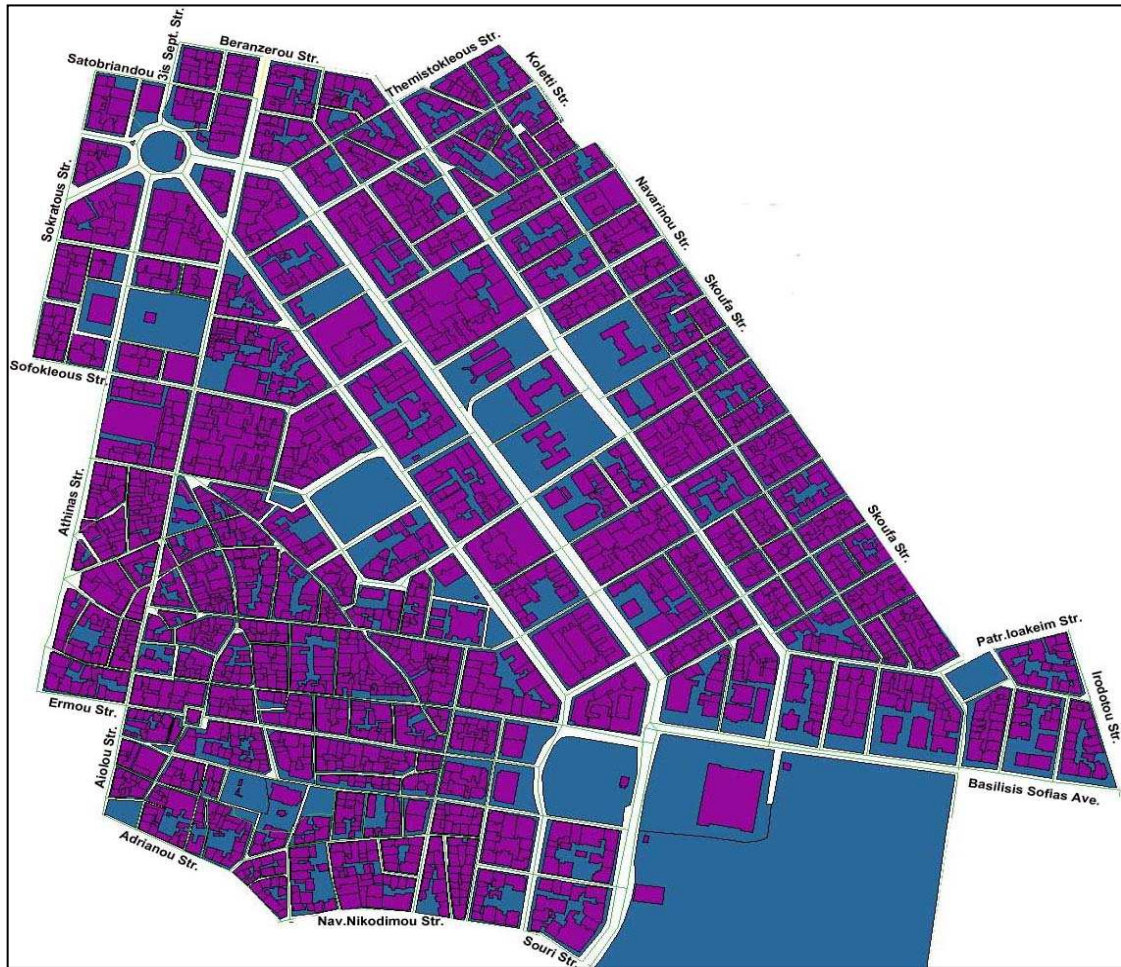 Satobriandou
3is Sept. Str.
Beranzerou Str.
Themistokleous Str.
Koletti Str.
Sokratous Str.
Navarinou Str.
Skoufa Str.
Sofokleous Str.
Athinas Str.
Skoufa Str.
Patr.Ioakeim Str.
Irodotou Str.
Ermou Str.
Aiolou Str.
Basilisis Sofias Ave.
Adrianou Str.
Nav.Nikodimou Str.
Souri Str.